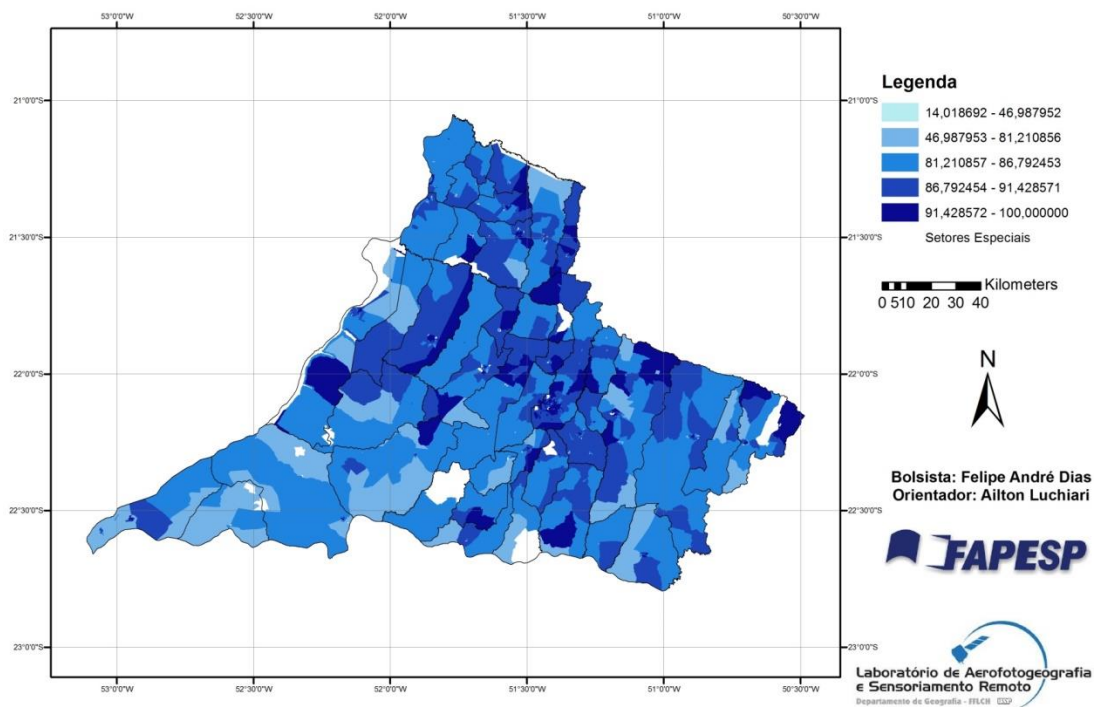 53°0'0"W 52°30'0"W 52°0'0"W 51°30'0"W 51°0'0"W 50°30'0"W
21°0'0"S 21°0'0"S
21°30'0"S 21°30'0"S
22°0'0"S 22°0'0"S
22°30'0"S 22°30'0"S
23°0'0"S 23°0'0"S
53°0'0"W 52°30'0"W 52°0'0"W 51°30'0"W 51°0'0"W 50°30'0"W
Legenda
14,018692 - 46,987952
46,987953 - 81,210856
81,210857 - 86,792453
86,792454 - 91,428571
91,428572 - 100,000000
Setores Especiais
Kilometers
0 510 20 30 40
N
Bolsista: Felipe André Dias
Orientador: Ailton Luchiari
FAPESP
Laboratório de Aerofotogeografia
e Sensoriamento Remoto
Departamento de Geografia - FFLCH USP